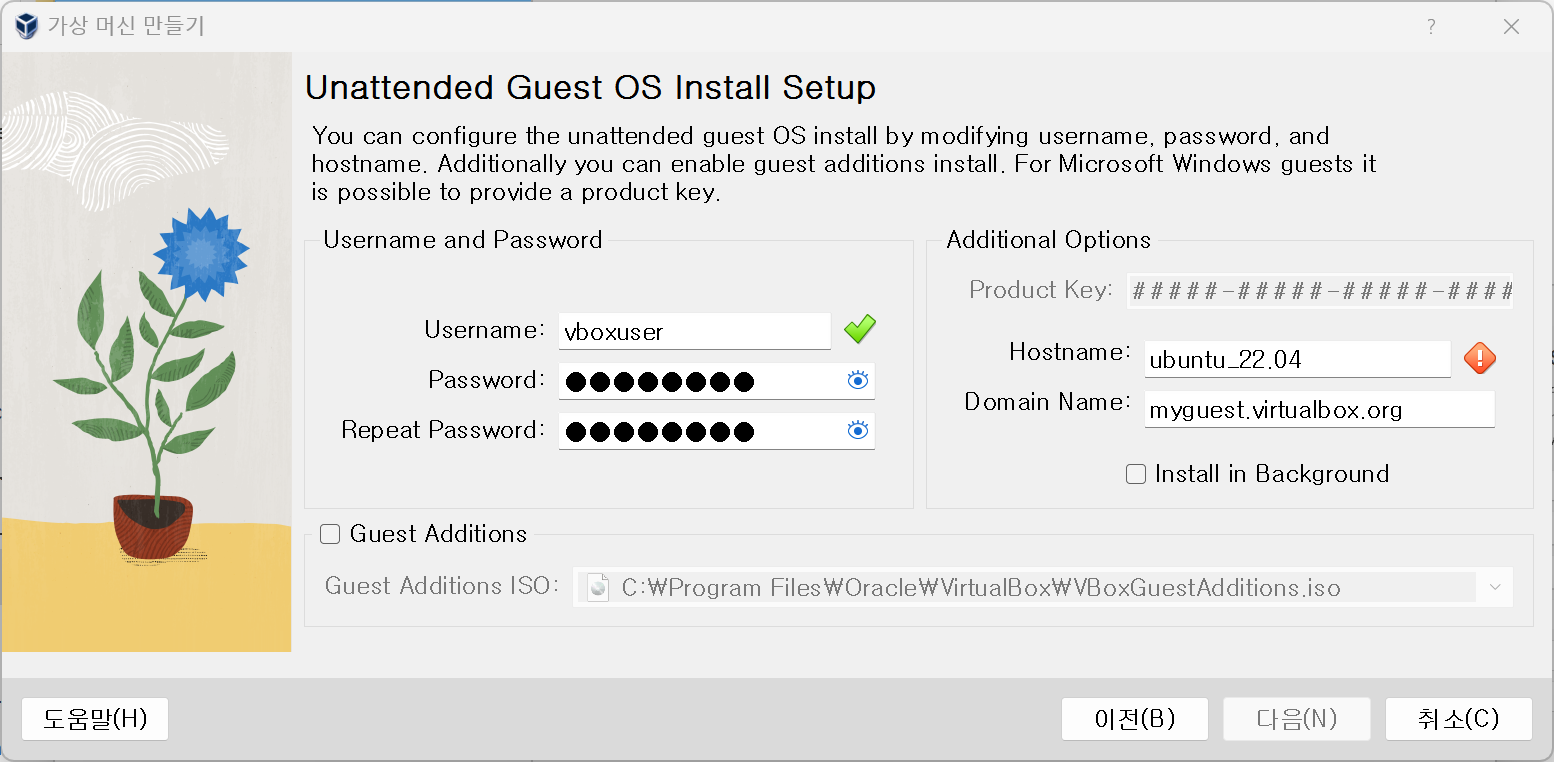 가상 머신 만들기
?
Unattended Guest OS Install Setup
You can configure the unattended guest OS install by modifying username, password, and
hostname. Additionally you can enable guest additions install. For Microsoft Windows guests it
is possible to provide a product key.
Username and Password
Username: vboxuser
Password: ●●●●●●●●
Repeat Password: ●●●●●●●●
Additional Options
Product Key: #####-#####-#####-####
Hostname: ubuntu_22.04
Domain Name: myguest.virtualbox.org
Install in Background
Guest Additions
Guest Additions ISO: C:₩Program Files₩Oracle₩VirtualBox₩VBoxGuestAdditions.iso
도움말(H) 이전(B) 다음(N) 취소(C)